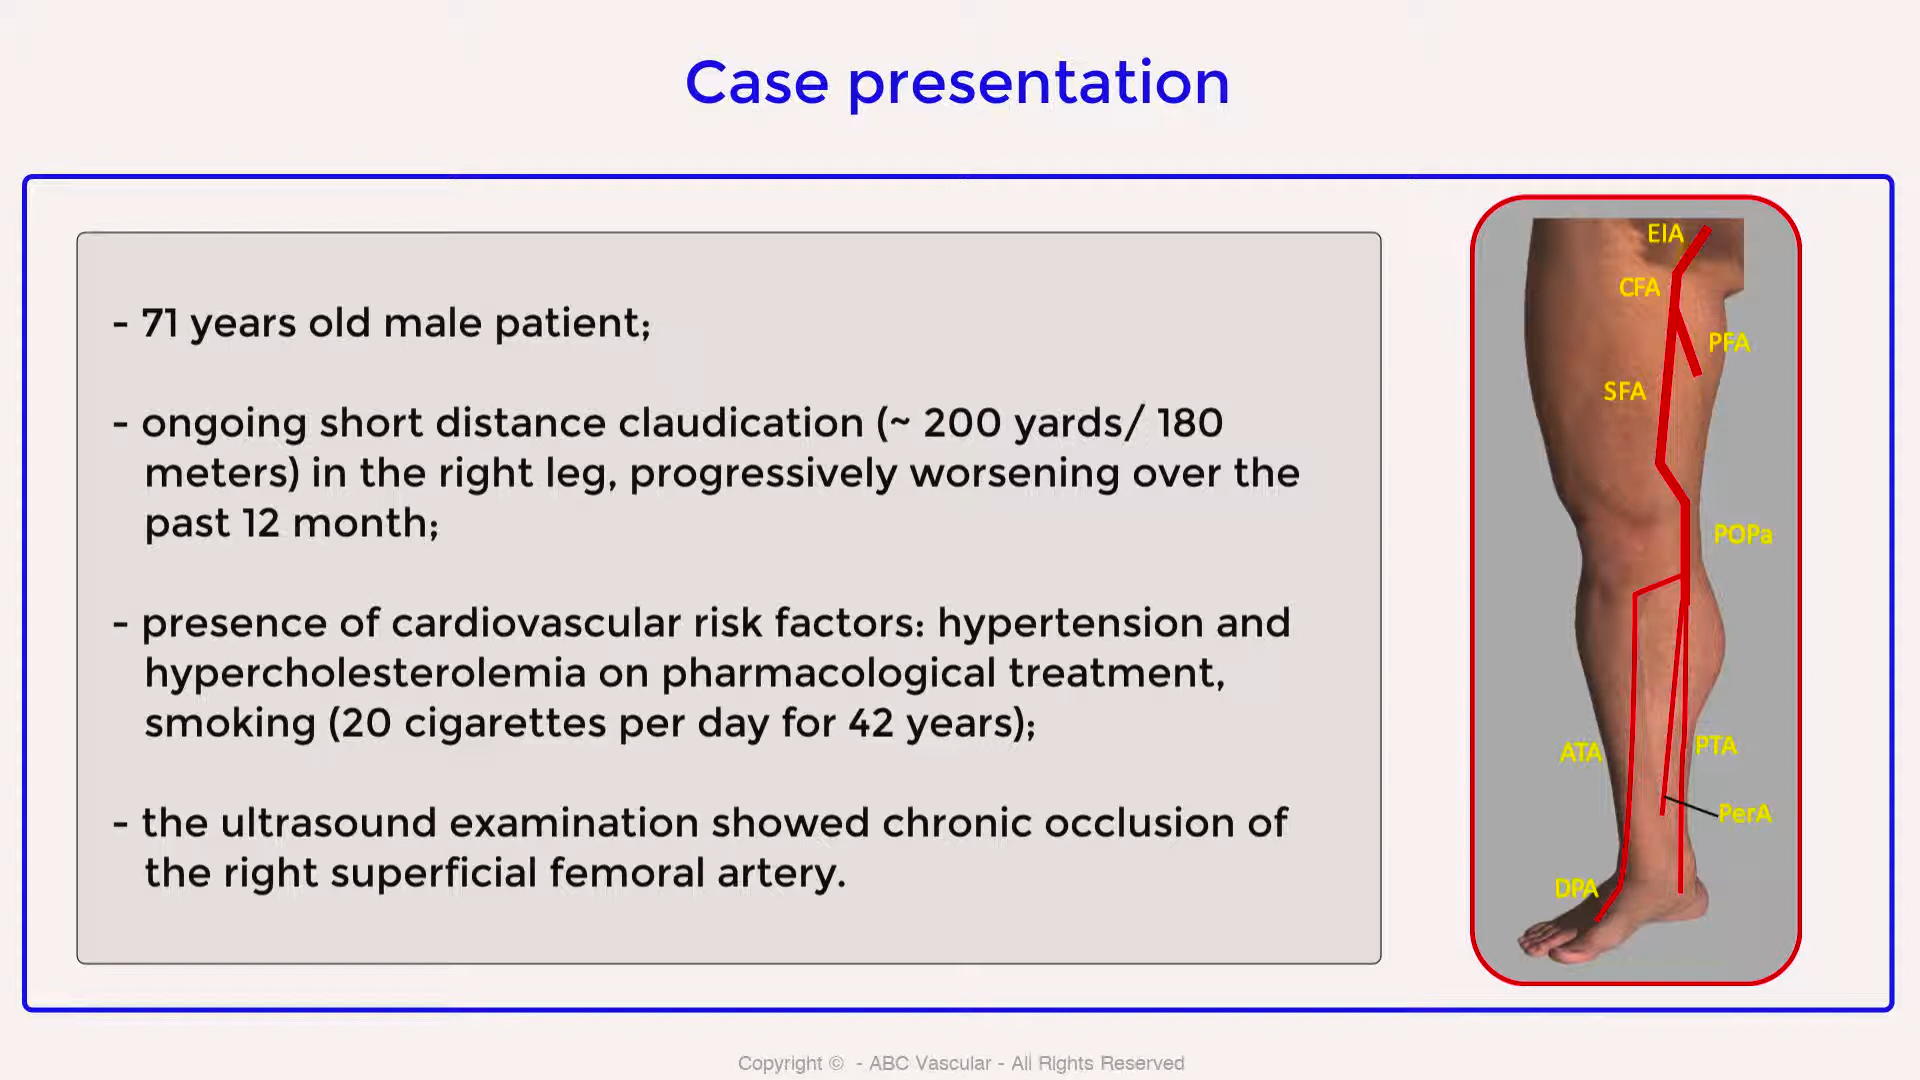 Case presentation
- 71 years old male patient;
- ongoing short distance claudication (~ 200 yards/ 180
meters) in the right leg, progressively worsening over the
past 12 month;
- presence of cardiovascular risk factors: hypertension and
hypercholesterolemia on pharmacological treatment,
smoking (20 cigarettes per day for 42 years);
- the ultrasound examination showed chronic occlusion of
the right superficial femoral artery.
EIA
CFA
PFA
SFA
POPa
ATA
PTA
PerA
DPA
Copyright © - ABC Vascular - All Rights Reserved